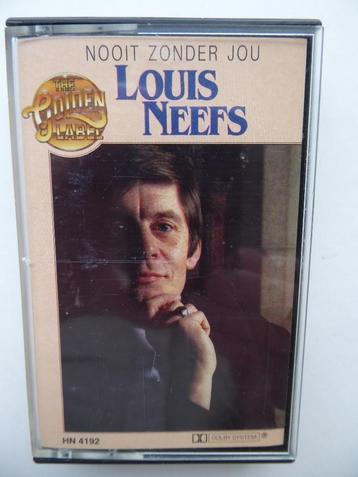 NOOIT ZONDER JOU
THE
Golden
LABEL
LOUIS
NEEFS
HN 4192
DOLBY SYSTEM ®